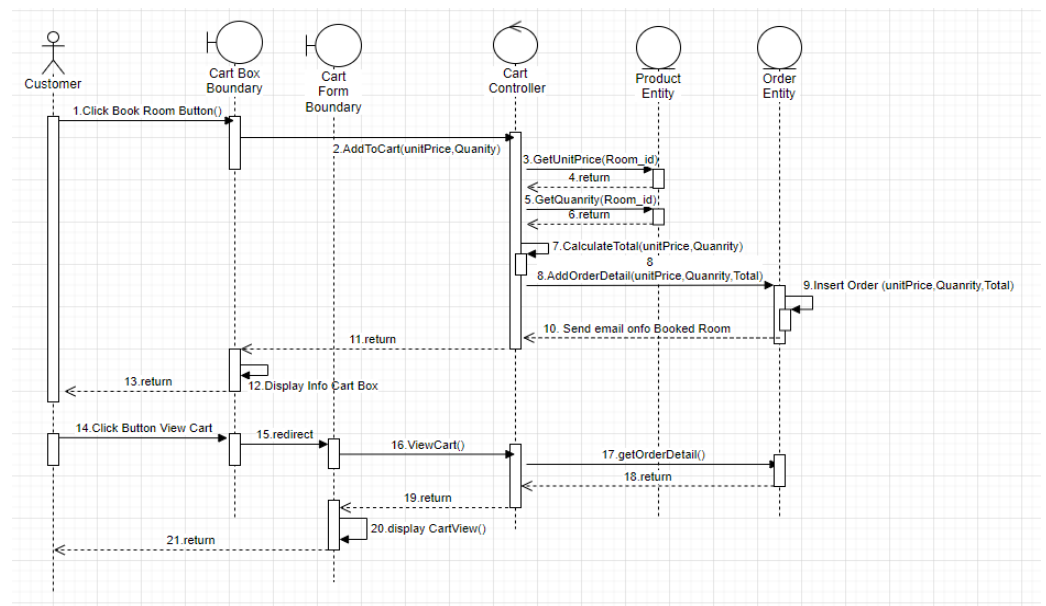 Customer
Cart Box
Boundary
Cart
Form
Boundary
Cart
Controller
Product
Entity
Order
Entity
1.Click Book Room Button()
2.AddToCart(unitPrice,Quanity)
3.GetUnitPrice(Room_id)
4.return
5.GetQuanrity(Room_id)
6.return
7.CalculateTotal(unitPrice,Quanrity)
8
8.AddOrderDetail(unitPrice,Quanrity,Total)
9.Insert Order (unitPrice,Quanrity,Total)
10. Send email onfo Booked Room
11.return
12.Display Info Cart Box
13.return
14.Click Button View Cart
15.redirect
16.ViewCart()
17.getOrderDetail()
18.return
19.return
20.display CartView()
21.return